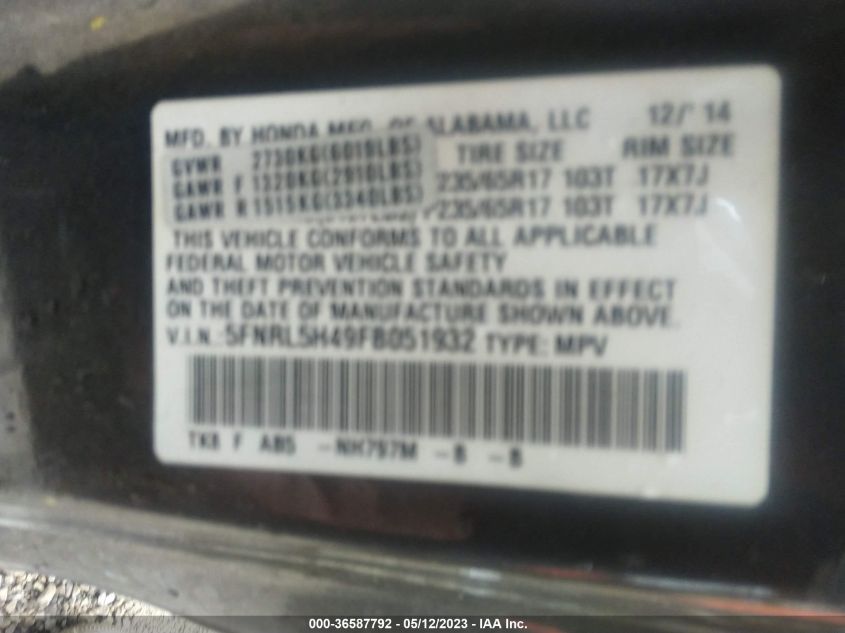 MFD. BY HONDA MFG. OF ALABAMA, LLC 12/14
GVWR 2730KG(6019LBS) TIRE SIZE RIM SIZE
GAWR F 1320KG(2910LBS) 235/65R17 103T 17X7J
GAWR R 1515KG(3340LBS) P235/65R17 103T 17X7J
THIS VEHICLE CONFORMS TO ALL APPLICABLE
FEDERAL MOTOR VEHICLE SAFETY
AND THEFT PREVENTION STANDARDS IN EFFECT
ON THE DATE OF MANUFACTURE SHOWN ABOVE.
V.I.N.: 5FNRL5H49FB051932 TYPE: MPV
TK8 F AB5 -NH797M -B -B
000-36587792 - 05/12/2023 - IAA Inc.